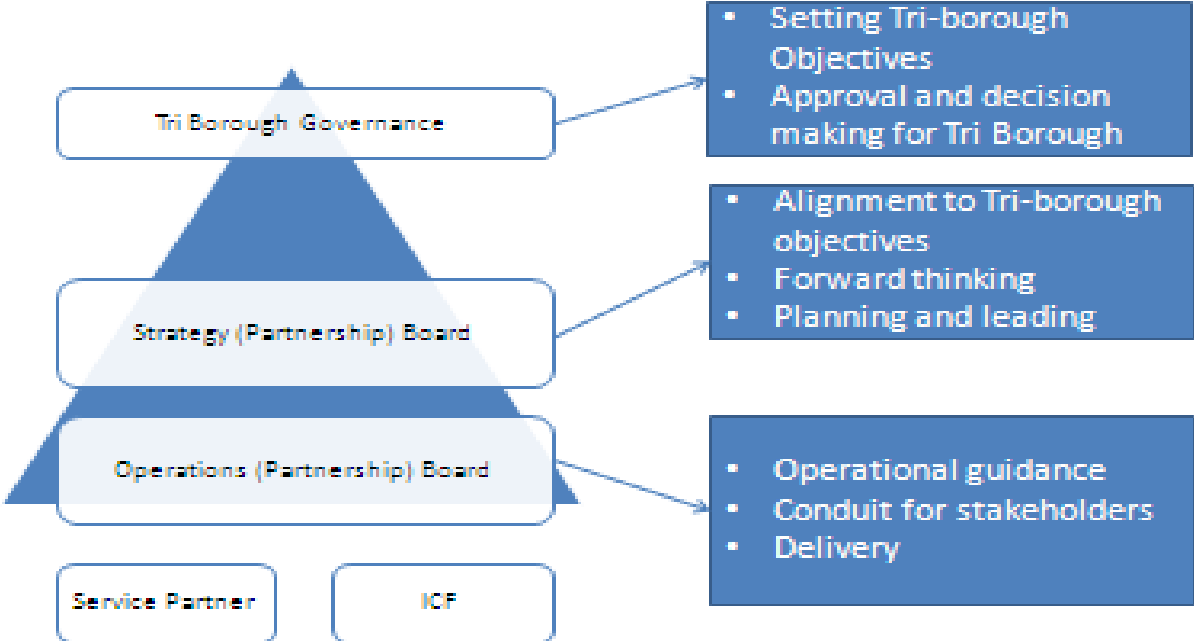 Tri Borough Governance
• Setting Tri-borough
Objectives
• Approval and decision
making for Tri Borough
Strategy (Partnership) Board
• Alignment to Tri-borough
objectives
• Forward thinking
• Planning and leading
Operations (Partnership) Board
• Operational guidance
• Conduit for stakeholders
• Delivery
Service Partner
ICF